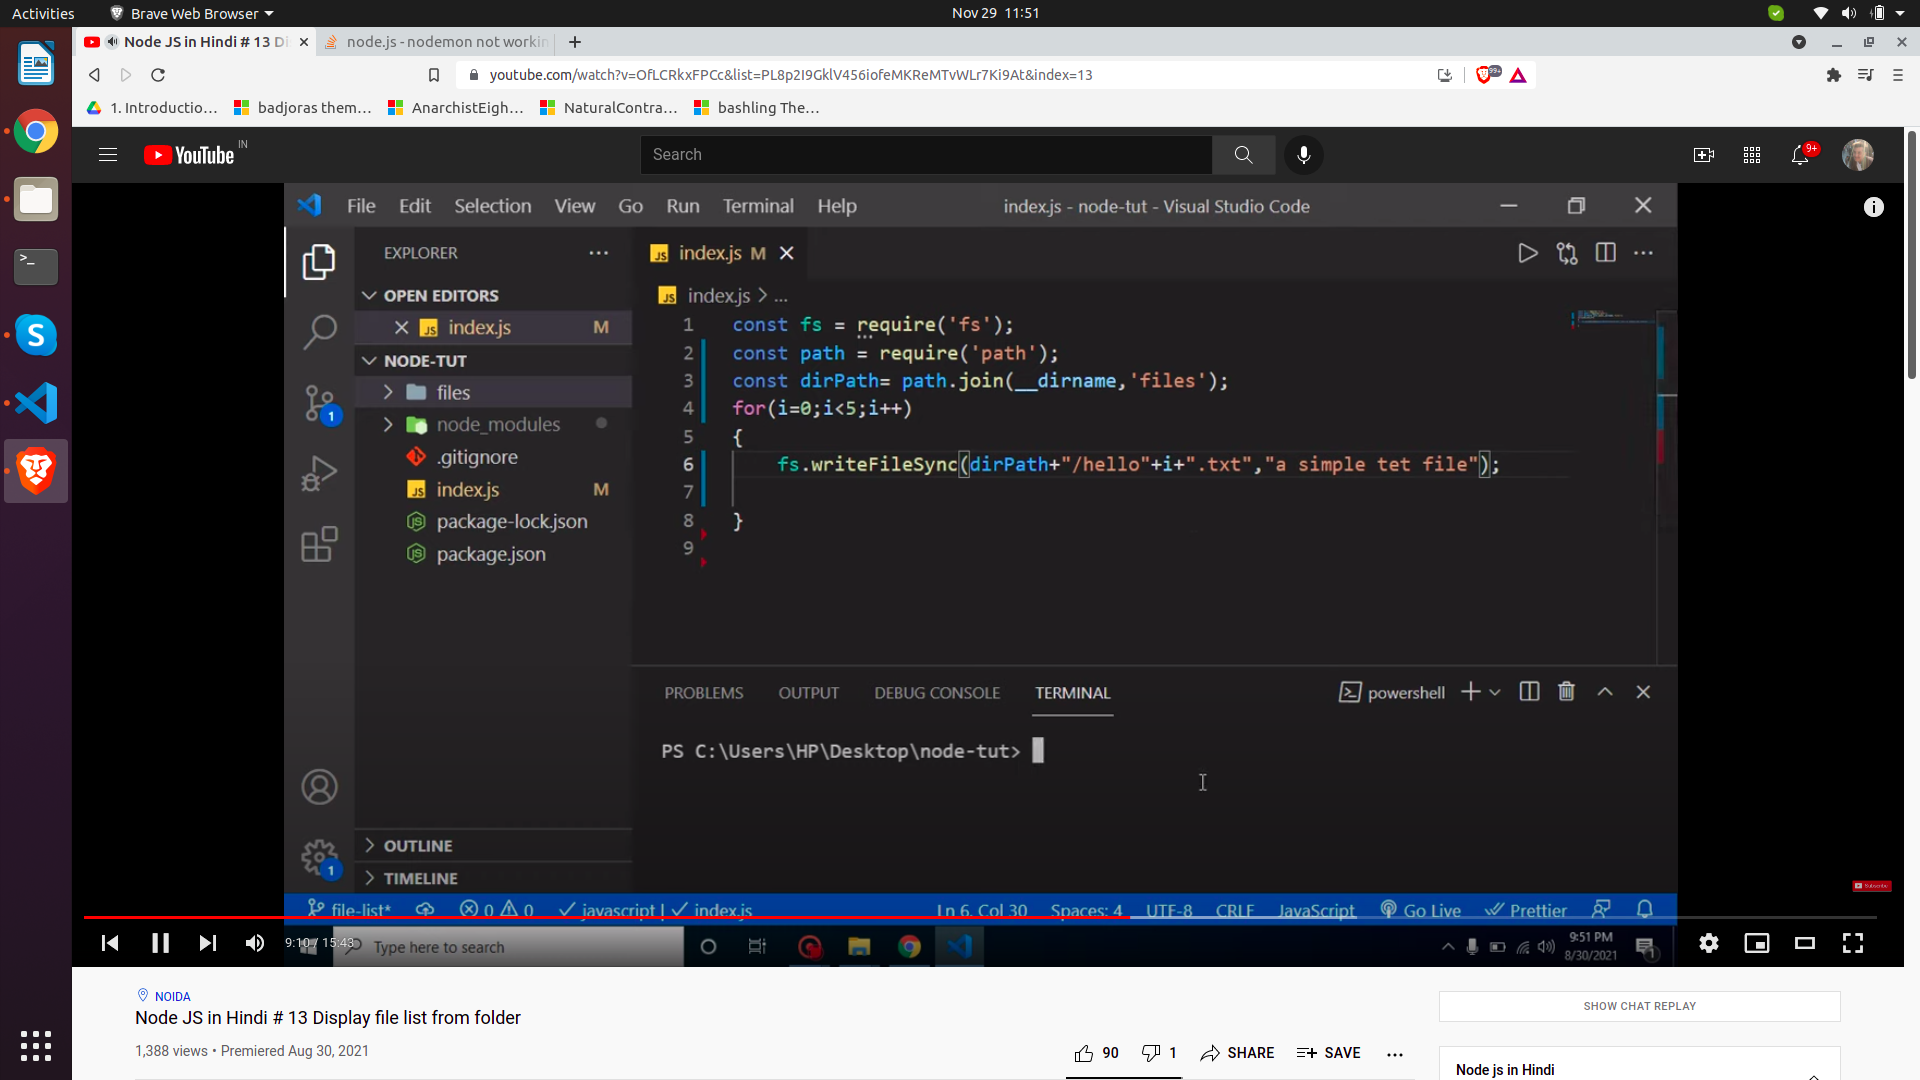 Activities
Brave Web Browser
Nov 29 11:51
Node JS in Hindi # 13 Di
node.js - nodemon not workin
youtube.com/watch?v=OfLCRkxFPCc&list=PL8p2I9GklV456iofeMKReMTvWLr7Ki9At&index=13
99+
1. Introductio…
badjoras them…
AnarchistEigh…
NaturalContra…
bashling The…
YouTube IN
Search
9+
File Edit Selection View Go Run Terminal Help
index.js - node-tut - Visual Studio Code
EXPLORER
index.js M
OPEN EDITORS
index.js M
NODE-TUT
files
node_modules
.gitignore
index.js M
package-lock.json
package.json
OUTLINE
TIMELINE
1
1
index.js > ...
1 const fs = require('fs');
2 const path = require('path');
3 const dirPath= path.join(__dirname,'files');
4 for(i=0;i<5;i++)
5 {
6 fs.writeFileSync(dirPath+"/hello"+i+".txt","a simple tet file");
7
8 }
9
PROBLEMS OUTPUT DEBUG CONSOLE TERMINAL
powershell
PS C:\Users\HP\Desktop\node-tut>
file-list* 0 0 javascript | index.js
Ln 6, Col 30 Spaces: 4 UTF-8 CRLF JavaScript Go Live Prettier
Subscribe
9:10 / 15:43
Type here to search
9:51 PM
8/30/2021
1
NOIDA
Node JS in Hindi # 13 Display file list from folder
1,388 views • Premiered Aug 30, 2021
90 1 SHARE SAVE
SHOW CHAT REPLAY
Node js in Hindi